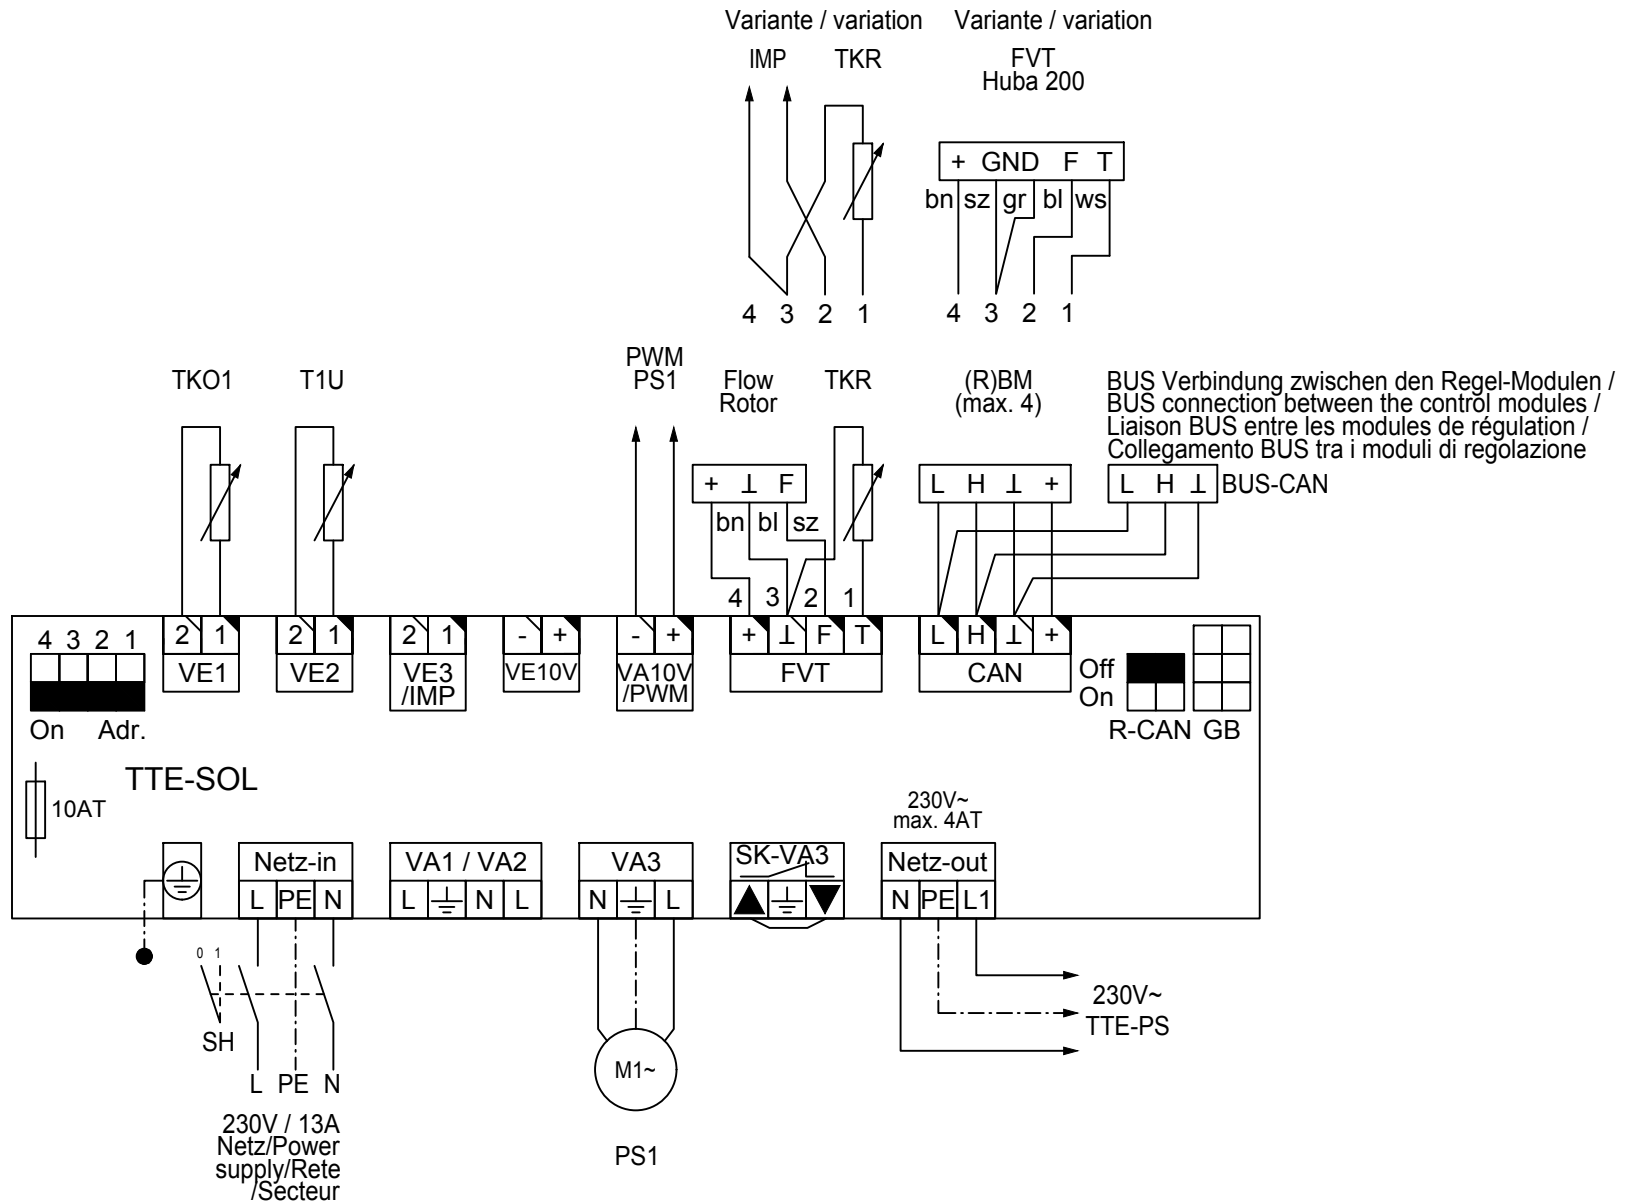 Variante / variation
Variante / variation
IMP
TKR
FVT
Huba 200
+ GND F T
bn sz gr bl ws
4 3 2 1
4 3 2 1
TKO1
T1U
PWM
PS1
Flow
Rotor
TKR
(R)BM
(max. 4)
BUS Verbindung zwischen den Regel-Modulen /
BUS connection between the control modules /
Liaison BUS entre les modules de régulation /
Collegamento BUS tra i moduli di regolazione
+ ⊥ F
L H ⊥ +
L H ⊥
BUS-CAN
bn bl sz
4 3 2 1
4 3 2 1
On Adr.
2 1
VE1
2 1
VE2
2 1
VE3
/IMP
- +
VE10V
- +
VA10V
/PWM
+ ⊥ F T
FVT
L H ⊥ +
CAN
Off
On
R-CAN
GB
TTE-SOL
10AT
230V~
max. 4AT
Netz-in
L PE N
VA1 / VA2
L N L
VA3
N L
SK-VA3
Netz-out
N PE L1
0 1
SH
L PE N
230V / 13A
Netz/Power
supply/Rete
/Secteur
M1~
PS1
230V~
TTE-PS